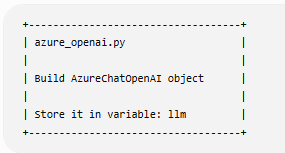 +----------------------------------+
| azure_openai.py                  |
|                                  |
| Build AzureChatOpenAI object     |
|                                  |
| Store it in variable: llm        |
+----------------------------------+